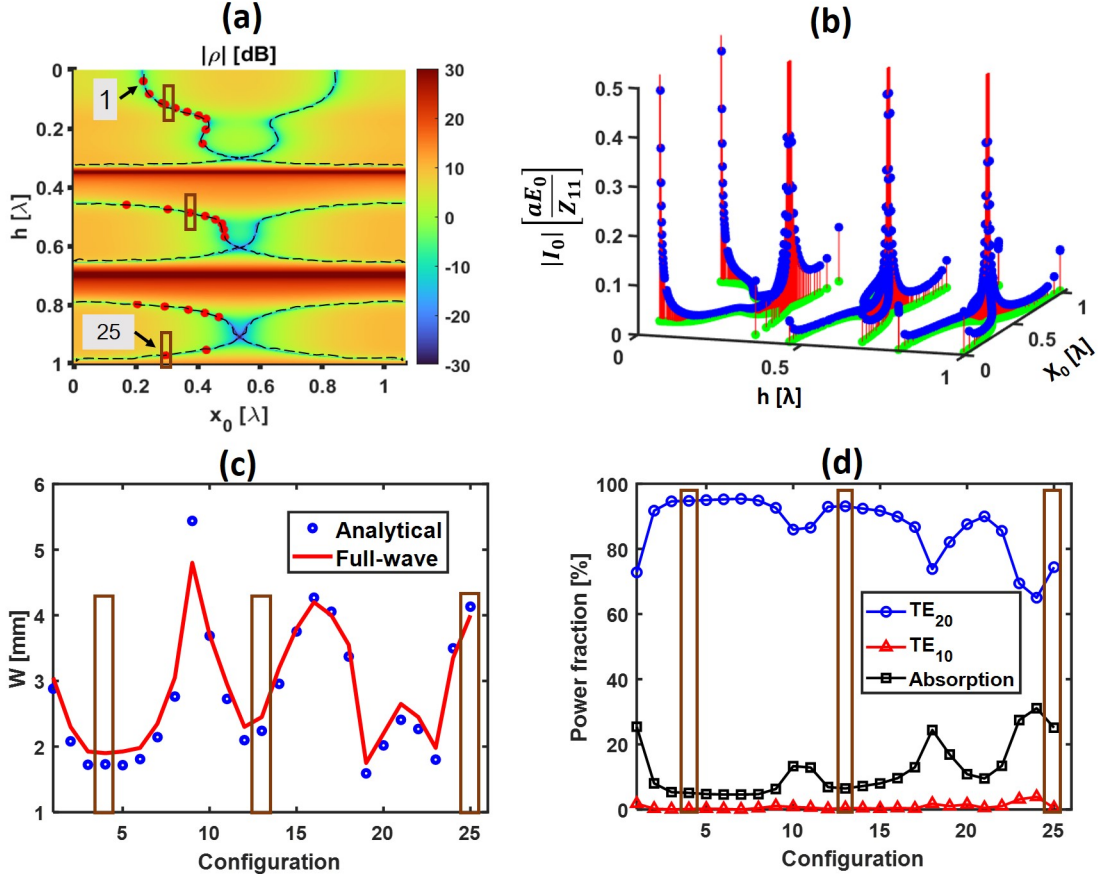 (a)
|ρ| [dB]
0
0.2
0.4
0.6
0.8
1
h [λ]
1
25
0 0.2 0.4 0.6 0.8 1
x0 [λ]
30
20
10
0
-10
-20
-30
(b)
0.5
0.4
0.3
0.2
0.1
0
|I0| [aE0/Z11]
0 0.5 1
h [λ]
0 0.5 1
X0 [λ]
(c)
6
5
4
3
2
1
W [mm]
Analytical
Full-wave
5 10 15 20 25
Configuration
(d)
100
80
60
40
20
0
Power fraction [%]
TE20
TE10
Absorption
5 10 15 20 25
Configuration